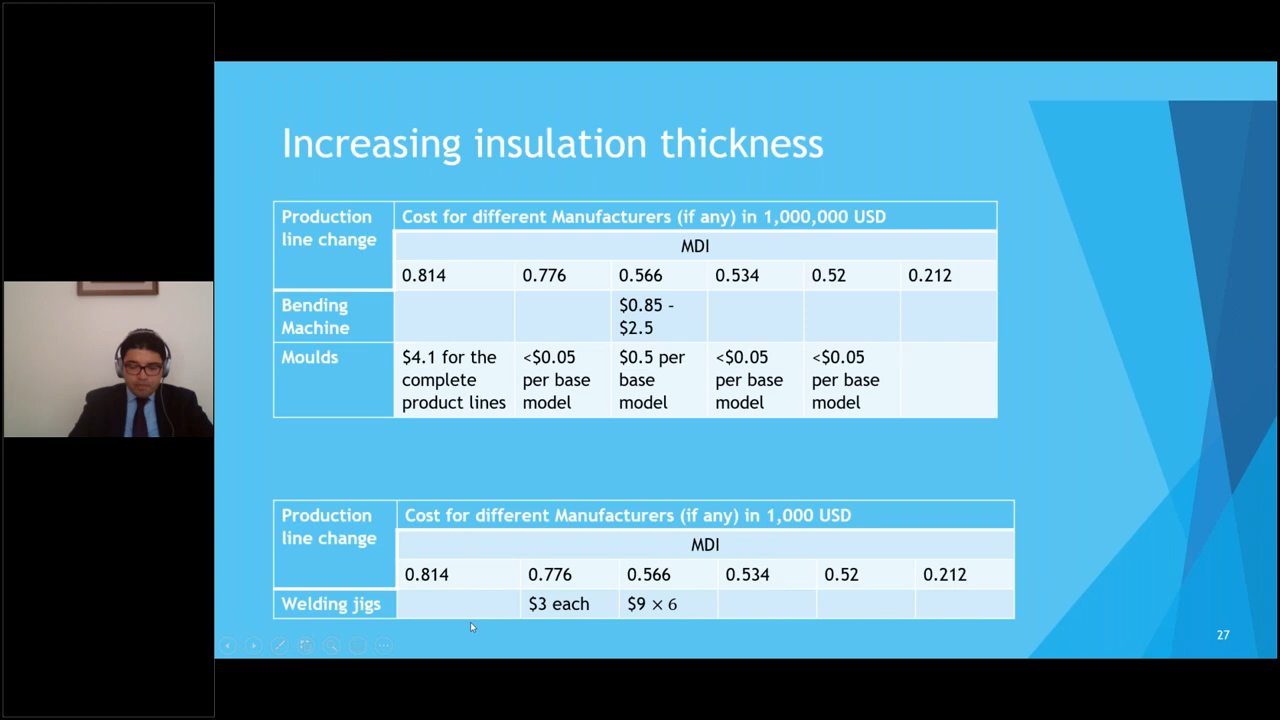 Increasing insulation thickness
Production
line change
Cost for different Manufacturers (if any) in 1,000,000 USD
MDI
0.814 0.776 0.566 0.534 0.52 0.212
Bending
Machine
$0.85 -
$2.5
Moulds
$4.1 for the
complete
product lines
<$0.05
per base
model
$0.5 per
base
model
<$0.05
per base
model
<$0.05
per base
model
Production
line change
Cost for different Manufacturers (if any) in 1,000 USD
MDI
0.814 0.776 0.566 0.534 0.52 0.212
Welding jigs $3 each $9 × 6
27